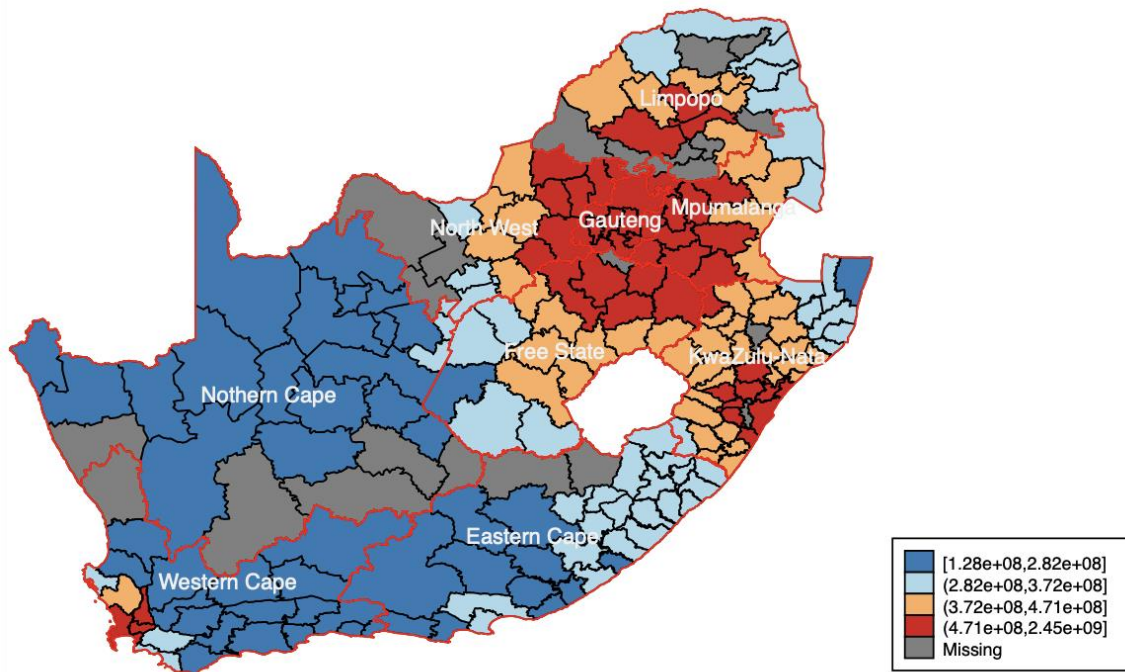 Limpopo
North West
Gauteng
Mpumalanga
Free State
KwaZulu-Nata
Nothern Cape
Eastern Cape
Western Cape
[1.28e+08,2.82e+08]
(2.82e+08,3.72e+08]
(3.72e+08,4.71e+08]
(4.71e+08,2.45e+09]
Missing